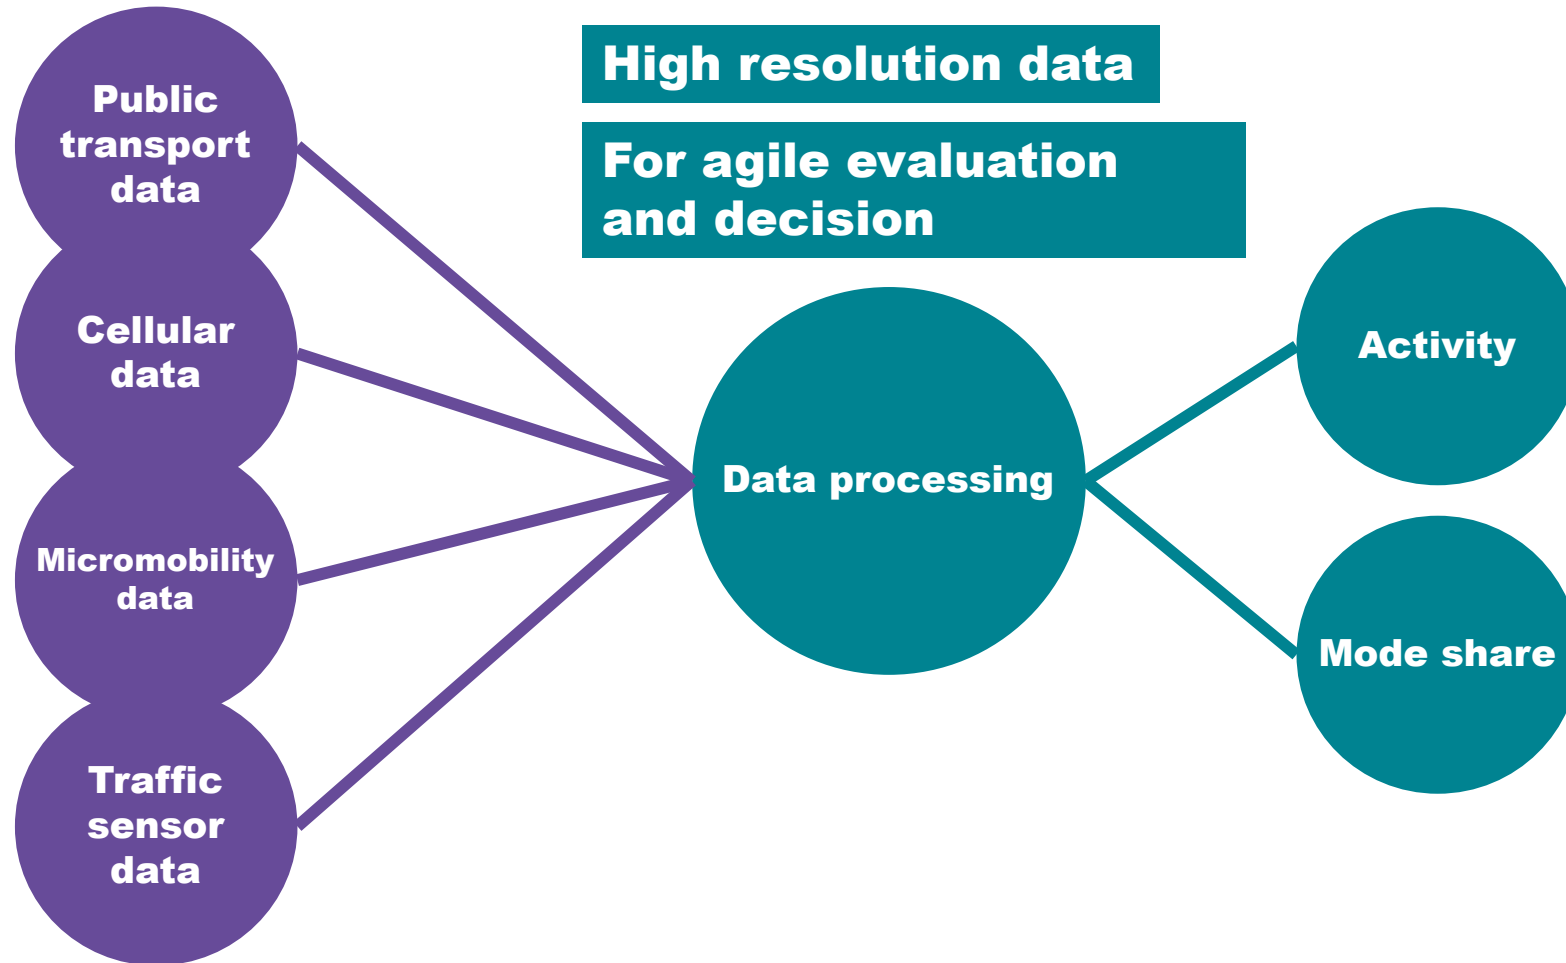 High resolution data
For agile evaluation
and decision
Public
transport
data
Cellular
data
Micromobility
data
Traffic
sensor
data
Data processing
Activity
Mode share